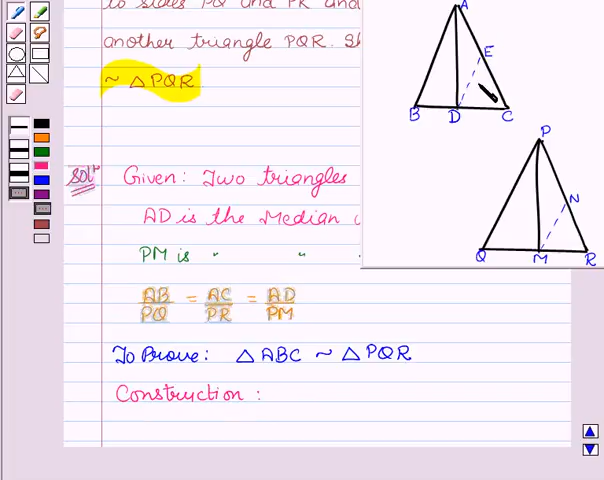 to sides PQ and PR and
another triangle PQR.
~ △ PQR
Solⁿ Given: Two triangles
AD is the Median
PM is " "
AB/PQ = AC/PR = AD/PM
To Prove: △ ABC ~ △ PQR
Construction :
A
E
B D C
P
N
Q M R